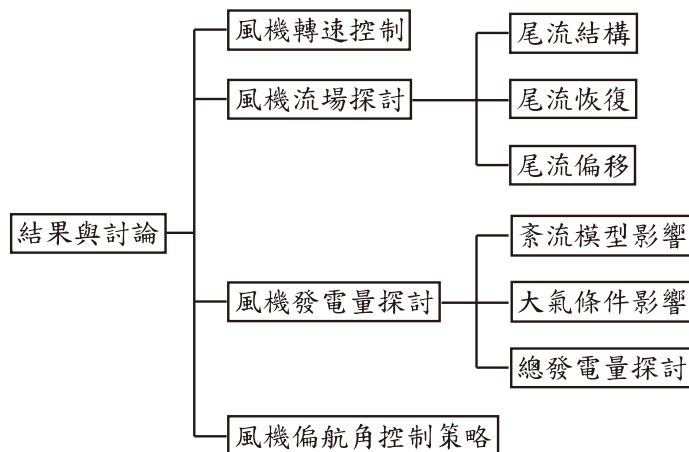 結果與討論
風機轉速控制
風機流場探討
尾流結構
尾流恢復
尾流偏移
風機發電量探討
紊流模型影響
大氣條件影響
總發電量探討
風機偏航角控制策略